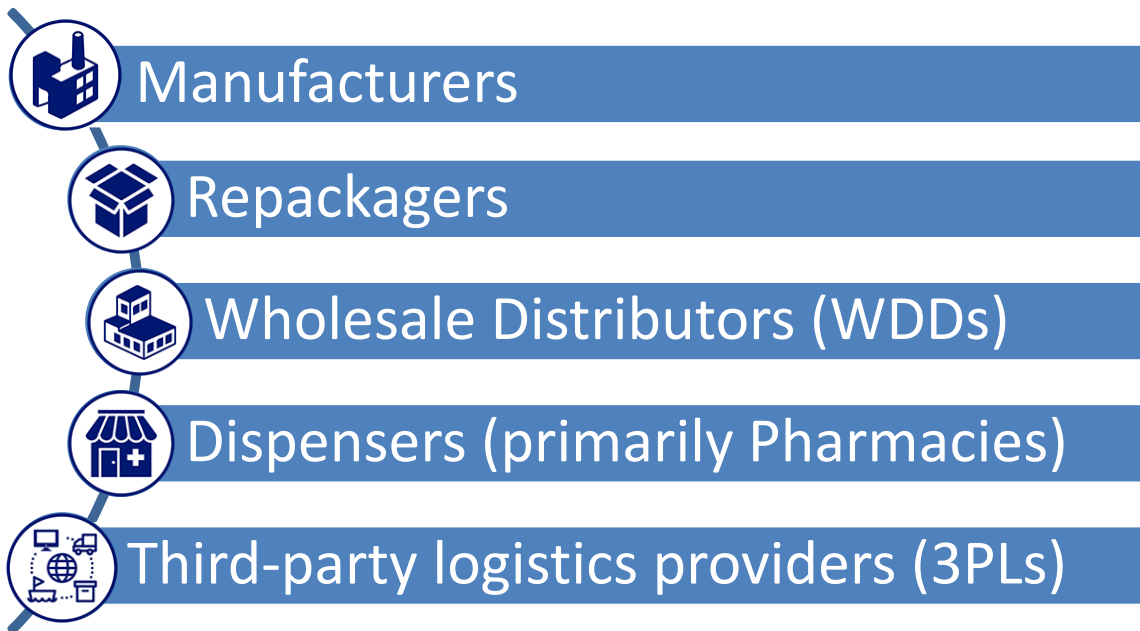 Manufacturers
Repackagers
Wholesale Distributors (WDDs)
Dispensers (primarily Pharmacies)
Third-party logistics providers (3PLs)